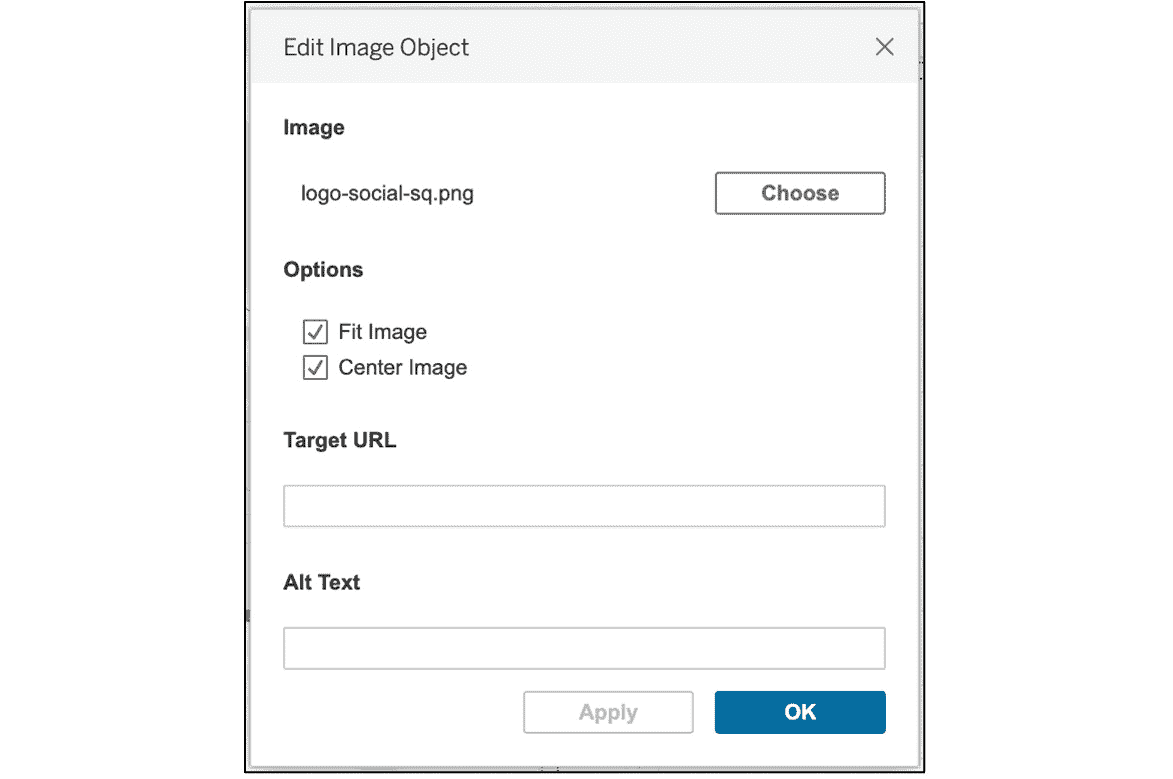 Edit Image Object
Image
logo-social-sq.png
Choose
Options
Fit Image
Center Image
Target URL
Alt Text
Apply
OK